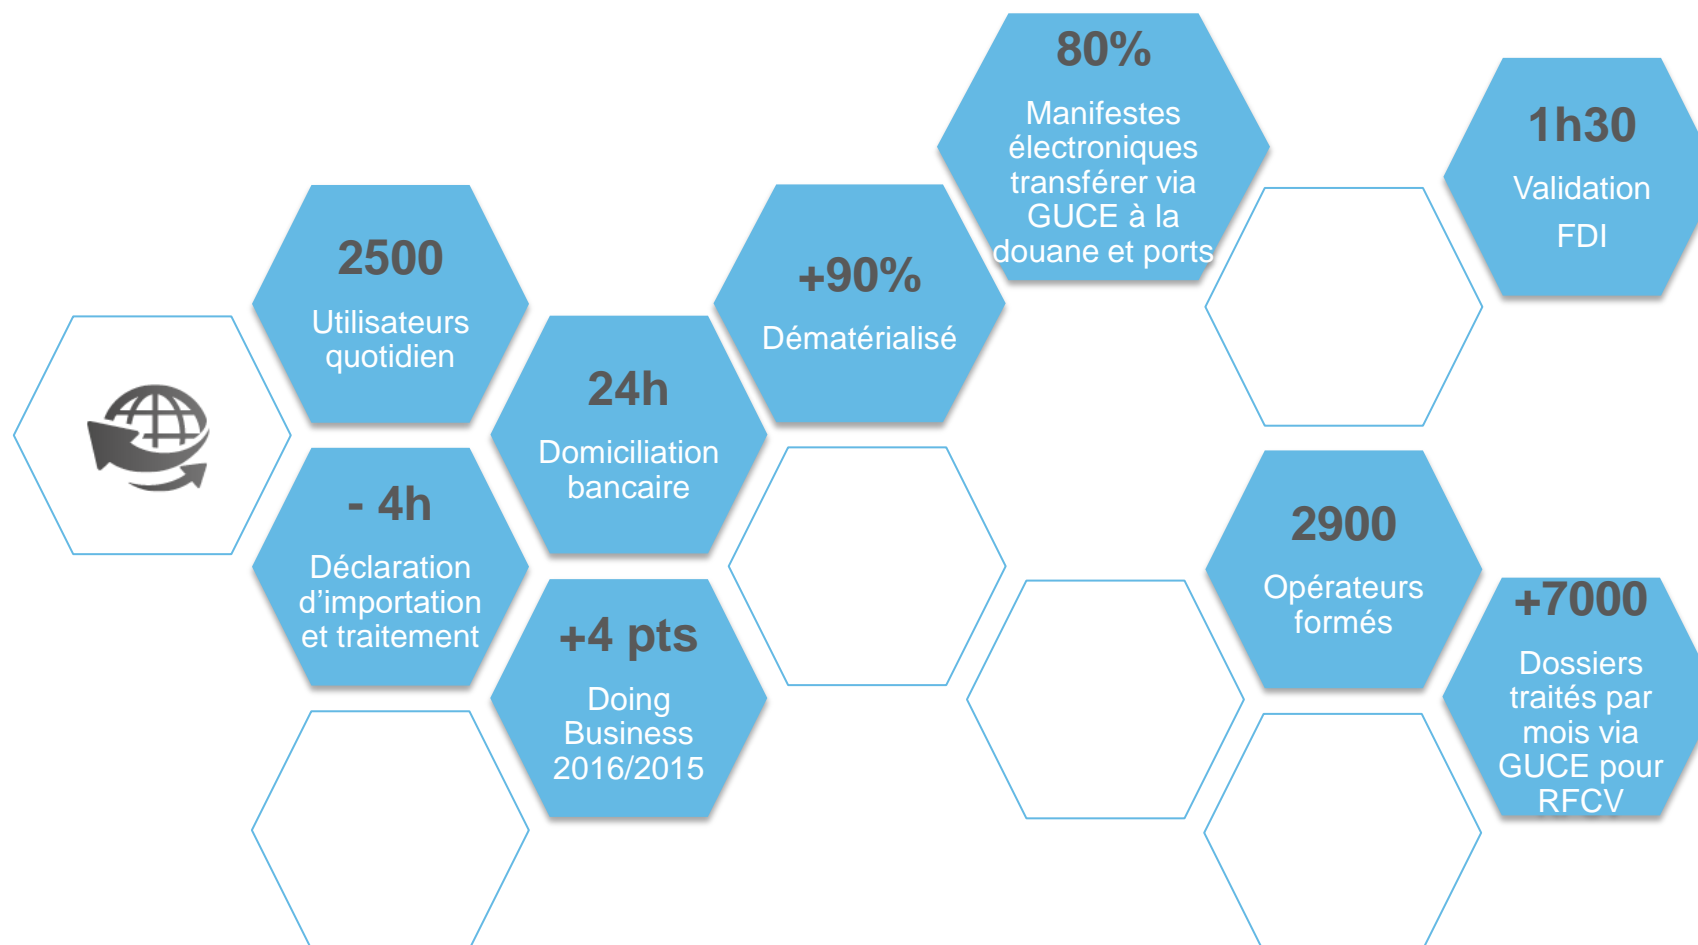 80%
Manifestes
électroniques
transférer via
GUCE à la
douane et ports
1h30
Validation
FDI
2500
Utilisateurs
quotidien
+90%
Dématérialisé
24h
Domiciliation
bancaire
- 4h
Déclaration
d’importation
et traitement
+4 pts
Doing
Business
2016/2015
2900
Opérateurs
formés
+7000
Dossiers
traités par
mois via
GUCE pour
RFCV